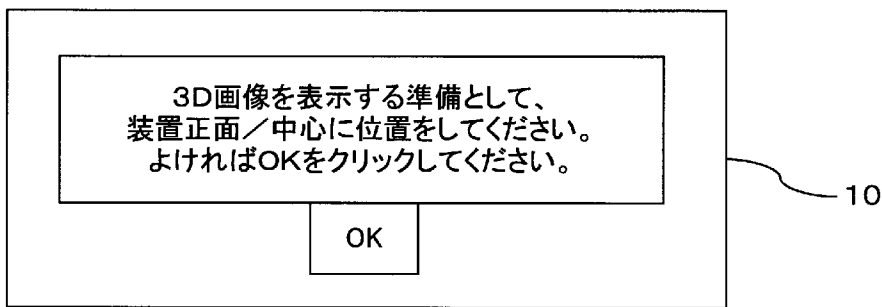 3D画像を表示する準備として、
装置正面／中心に位置をしてください。
よければOKをクリックしてください。
OK
10